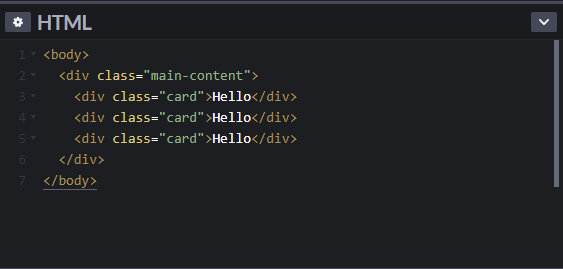 HTML
1 <body>
2   <div class="main-content">
3     <div class="card">Hello</div>
4     <div class="card">Hello</div>
5     <div class="card">Hello</div>
6   </div>
7 </body>